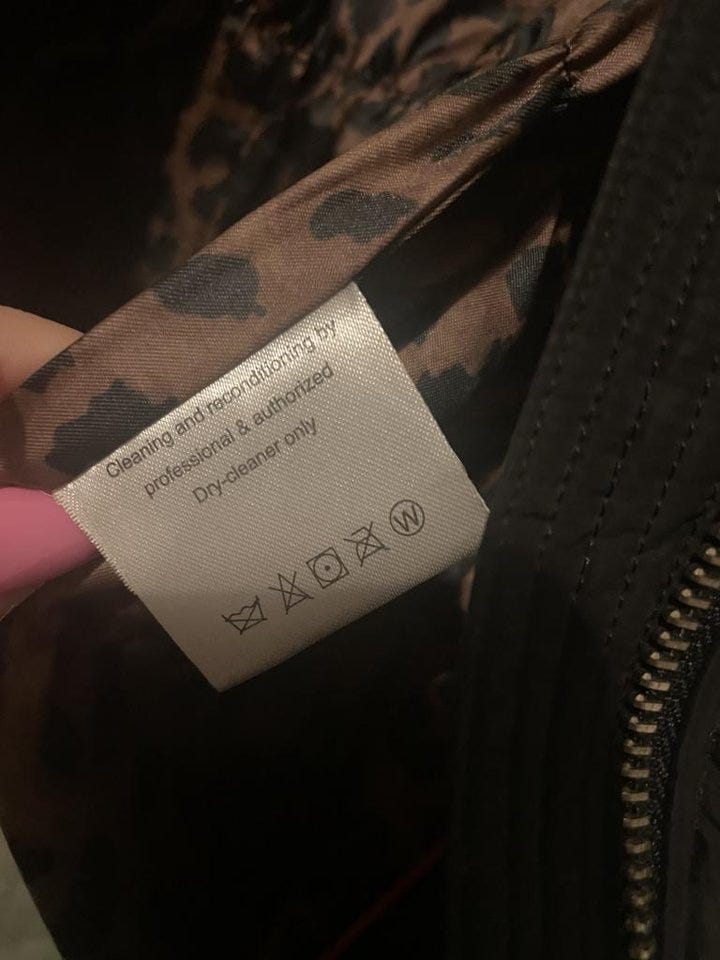 Cleaning and reconditioning by
professional & authorized
Dry-cleaner only
W